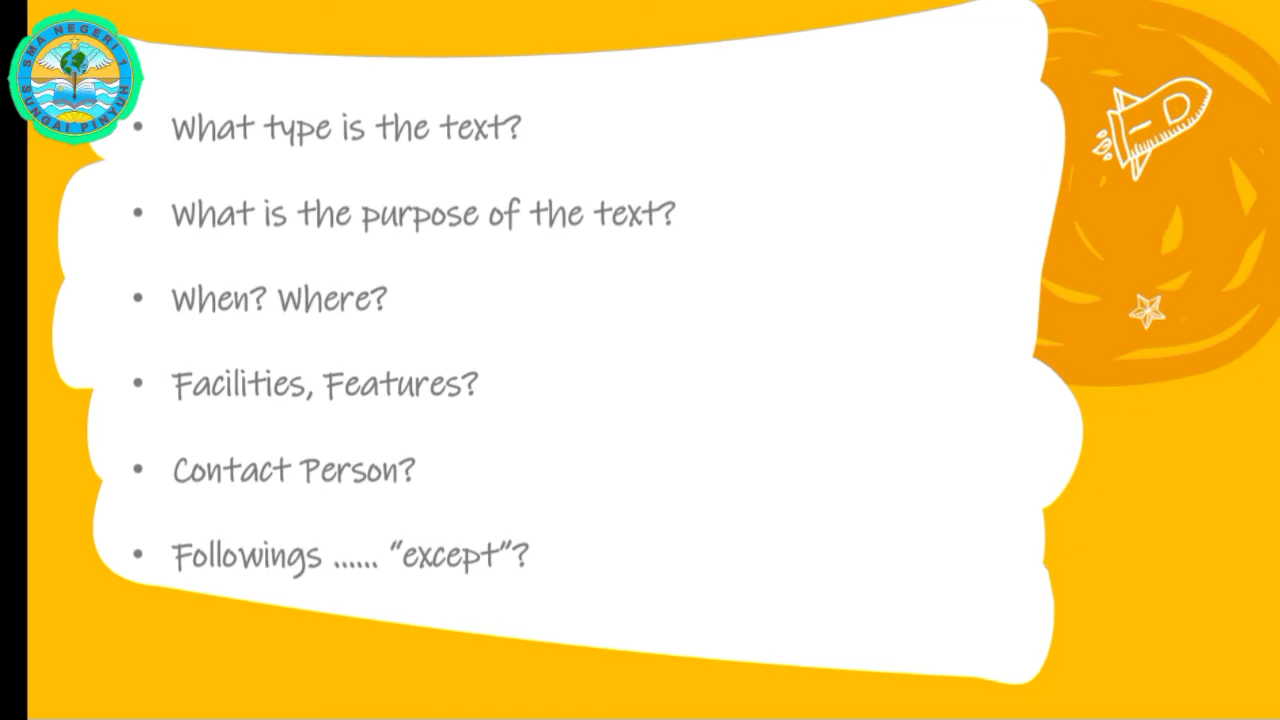 SMA NEGERI 1
SUNGAI PINYUH
• What type is the text?
• What is the purpose of the text?
• When? Where?
• Facilities, Features?
• Contact Person?
• Followings ...... “except”?